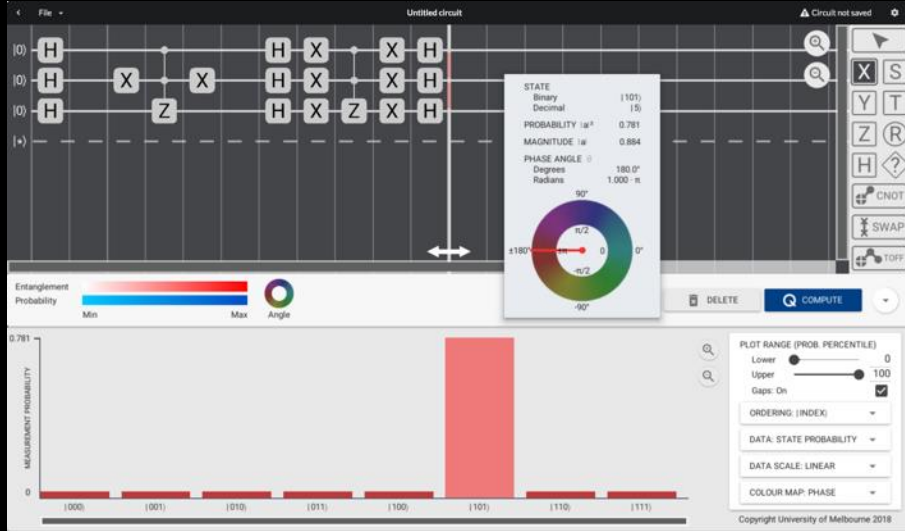 File
Untitled circuit
Circuit not saved
|0⟩ H H X X H
|0⟩ H X X H X X H
|0⟩ H Z H X Z X H
|+⟩
X S
Y T
Z R
H ?
CNOT
SWAP
TOFF
STATE
Binary |101⟩
Decimal |5⟩
PROBABILITY |a|² 0.781
MAGNITUDE |a| 0.884
PHASE ANGLE θ
Degrees 180.0°
Radians 1.000 · π
90°
π/2
±180° ±π 0 0°
-π/2
-90°
Entanglement
Probability
Min Max Angle
DELETE
COMPUTE
0.781
MEASUREMENT PROBABILITY
0
|000⟩ |001⟩ |010⟩ |011⟩ |100⟩ |101⟩ |110⟩ |111⟩
PLOT RANGE (PROB. PERCENTILE)
Lower 0
Upper 100
Gaps: On
ORDERING: |INDEX⟩
DATA: STATE PROBABILITY
DATA SCALE: LINEAR
COLOUR MAP: PHASE
Copyright University of Melbourne 2018